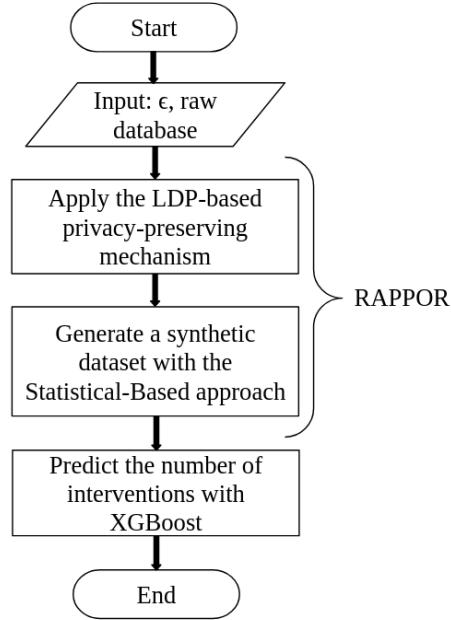 Start
Input: ϵ, raw
database
Apply the LDP-based
privacy-preserving
mechanism
RAPPOR
Generate a synthetic
dataset with the
Statistical-Based approach
Predict the number of
interventions with
XGBoost
End